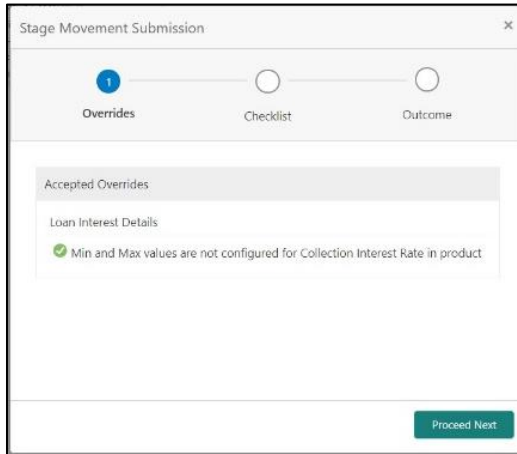 Stage Movement Submission
×
1
Overrides
Checklist
Outcome
Accepted Overrides
Loan Interest Details
Min and Max values are not configured for Collection Interest Rate in product
Proceed Next